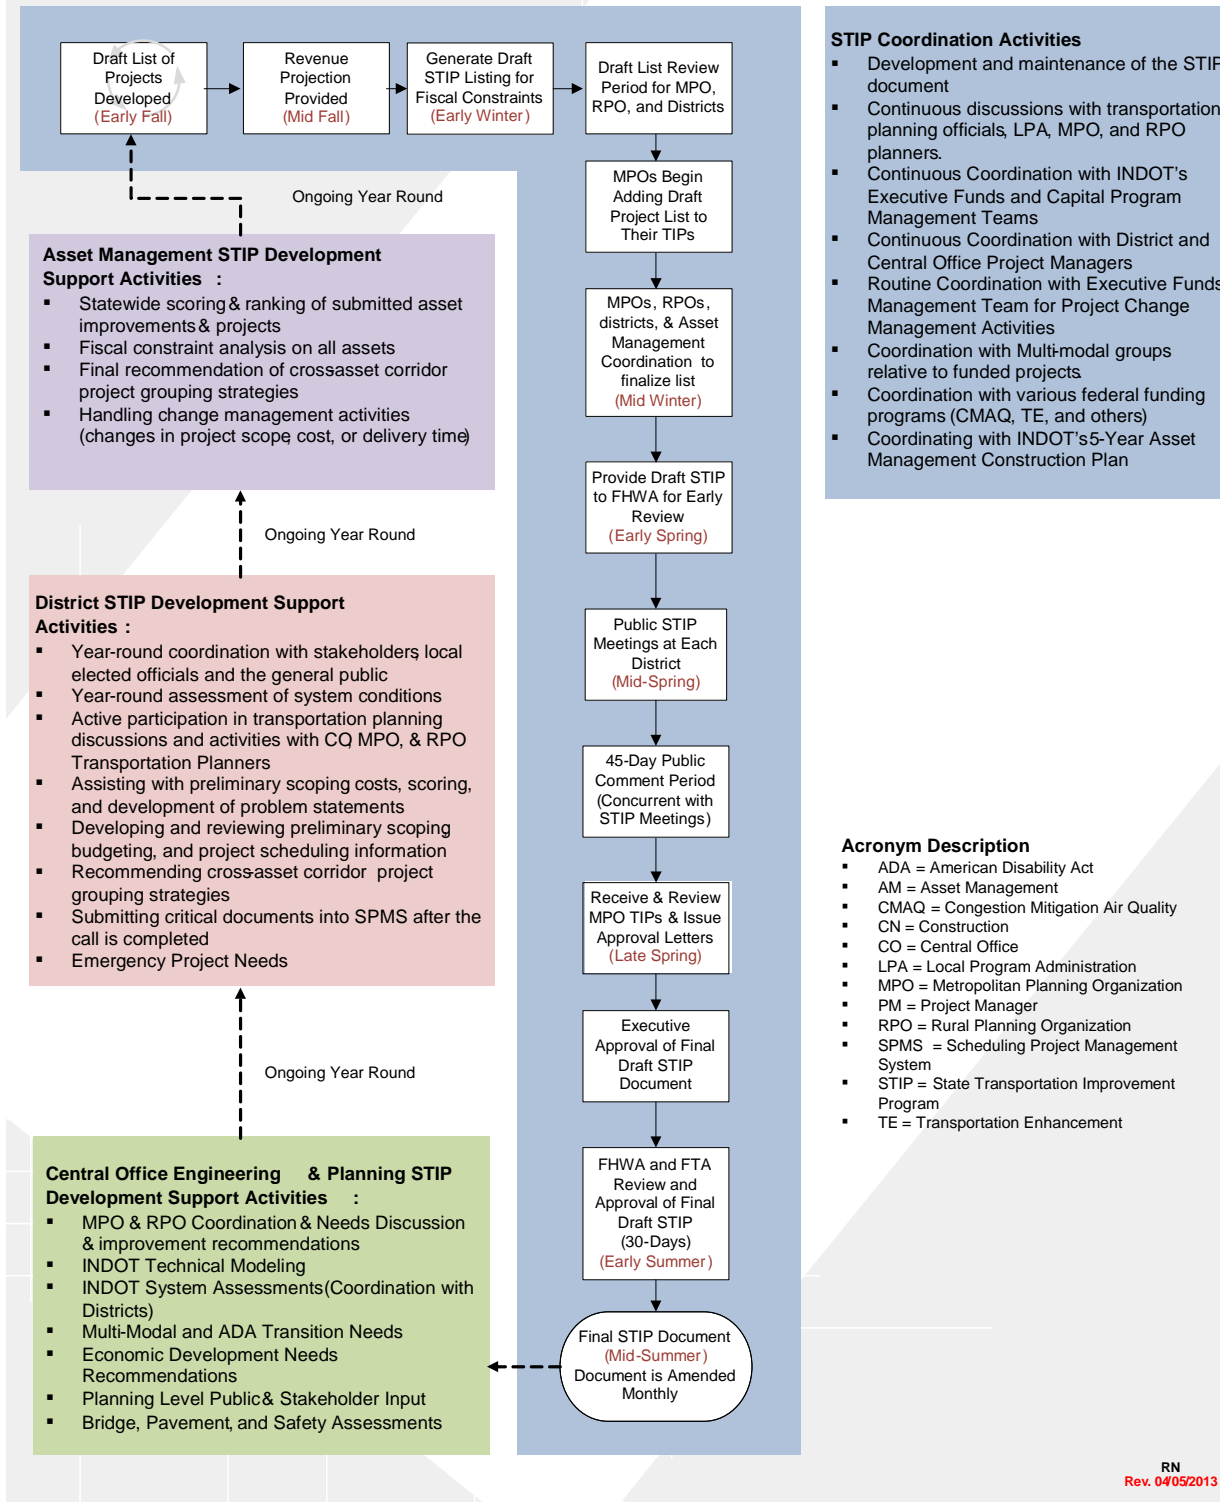 Draft List of
Projects
Developed
(Early Fall)
Revenue
Projection
Provided
(Mid Fall)
Generate Draft
STIP Listing for
Fiscal Constraints
(Early Winter)
Draft List Review
Period for MPO,
RPO, and Districts
MPOs Begin
Adding Draft
Project List to
Their TIPs
MPOs, RPOs,
districts, & Asset
Management
Coordination to
finalize list
(Mid Winter)
Provide Draft STIP
to FHWA for Early
Review
(Early Spring)
Public STIP
Meetings at Each
District
(Mid-Spring)
45-Day Public
Comment Period
(Concurrent with
STIP Meetings)
Receive & Review
MPO TIPs & Issue
Approval Letters
(Late Spring)
Executive
Approval of Final
Draft STIP
Document
FHWA and FTA
Review and
Approval of Final
Draft STIP
(30-Days)
(Early Summer)
Final STIP Document
(Mid-Summer)
Document is Amended
Monthly
Ongoing Year Round
Asset Management STIP Development
Support Activities :
▪ Statewide scoring & ranking of submitted asset
improvements & projects
▪ Fiscal constraint analysis on all assets
▪ Final recommendation of cross-asset corridor
project grouping strategies
▪ Handling change management activities
(changes in project scope, cost, or delivery time)
Ongoing Year Round
District STIP Development Support
Activities :
▪ Year-round coordination with stakeholders, local
elected officials and the general public
▪ Year-round assessment of system conditions
▪ Active participation in transportation planning
discussions and activities with CO, MPO, & RPO
Transportation Planners
▪ Assisting with preliminary scoping costs, scoring,
and development of problem statements
▪ Developing and reviewing preliminary scoping,
budgeting, and project scheduling information
▪ Recommending cross-asset corridor project
grouping strategies
▪ Submitting critical documents into SPMS after the
call is completed
▪ Emergency Project Needs
Ongoing Year Round
Central Office Engineering & Planning STIP
Development Support Activities :
▪ MPO & RPO Coordination & Needs Discussion
& improvement recommendations
▪ INDOT Technical Modeling
▪ INDOT System Assessments (Coordination with
Districts)
▪ Multi-Modal and ADA Transition Needs
▪ Economic Development Needs
Recommendations
▪ Planning Level Public & Stakeholder Input
▪ Bridge, Pavement, and Safety Assessments
STIP Coordination Activities
▪ Development and maintenance of the STIP
document
▪ Continuous discussions with transportation
planning officials, LPA, MPO, and RPO
planners.
▪ Continuous Coordination with INDOT's
Executive Funds and Capital Program
Management Teams
▪ Continuous Coordination with District and
Central Office Project Managers
▪ Routine Coordination with Executive Funds
Management Team for Project Change
Management Activities
▪ Coordination with Multi-modal groups
relative to funded projects.
▪ Coordination with various federal funding
programs (CMAQ, TE, and others)
▪ Coordinating with INDOT's 5-Year Asset
Management Construction Plan
Acronym Description
▪ ADA = American Disability Act
▪ AM = Asset Management
▪ CMAQ = Congestion Mitigation Air Quality
▪ CN = Construction
▪ CO = Central Office
▪ LPA = Local Program Administration
▪ MPO = Metropolitan Planning Organization
▪ PM = Project Manager
▪ RPO = Rural Planning Organization
▪ SPMS = Scheduling Project Management
System
▪ STIP = State Transportation Improvement
Program
▪ TE = Transportation Enhancement
RN
Rev. 04/05/2013